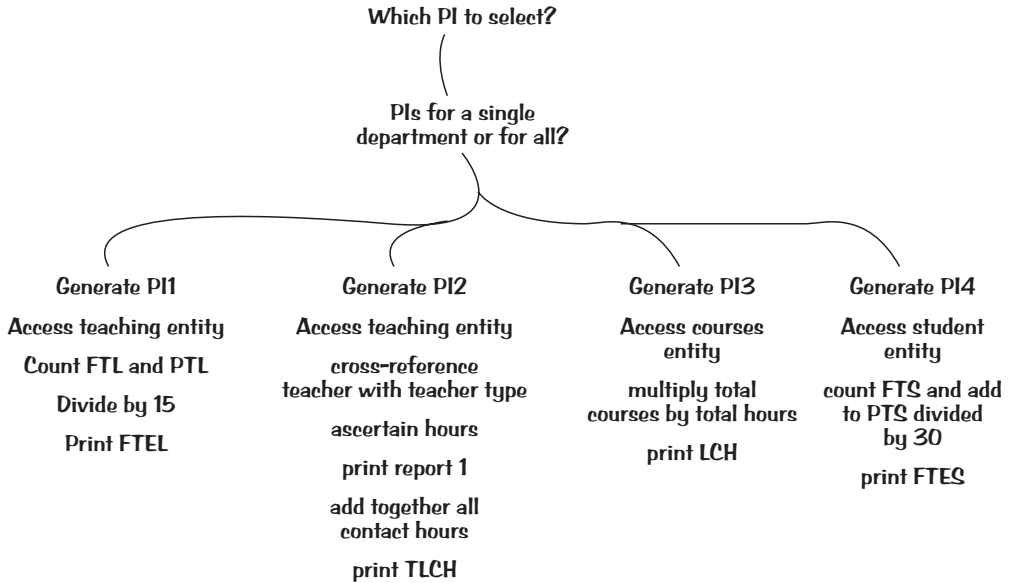 Which PI to select?
PIs for a single
department or for all?
Generate PI1
Access teaching entity
Count FTL and PTL
Divide by 15
Print FTEL
Generate PI2
Access teaching entity
cross-reference
teacher with teacher type
ascertain hours
print report 1
add together all
contact hours
print TLCH
Generate PI3
Access courses
entity
multiply total
courses by total hours
print LCH
Generate PI4
Access student
entity
count FTS and add
to PTS divided
by 30
print FTES